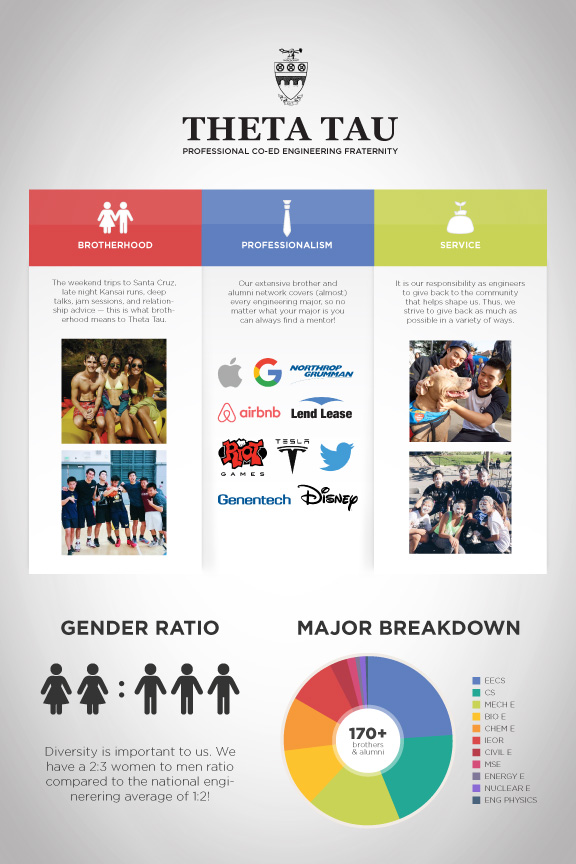 THETA TAU
PROFESSIONAL CO-ED ENGINEERING FRATERNITY
BROTHERHOOD
The weekend trips to Santa Cruz,
late night Kansai runs, deep
talks, jam sessions, and relation-
ship advice — this is what broth-
erhood means to Theta Tau.
PROFESSIONALISM
Our extensive brother and
alumni network covers (almost)
every engineering major, so no
matter what your major is you
can always find a mentor!
NORTHROP
GRUMMAN
airbnb
Lend Lease
RIOT
GAMES
TESLA
Genentech
Disney
SERVICE
It is our responsibility as engineers
to give back to the community
that helps shape us. Thus, we
strive to give back as much as
possible in a variety of ways.
GENDER RATIO
:
Diversity is important to us. We
have a 2:3 women to men ratio
compared to the national engi-
nerering average of 1:2!
MAJOR BREAKDOWN
170+
brothers
& alumni
EECS
CS
MECH E
BIO E
CHEM E
IEOR
CIVIL E
MSE
ENERGY E
NUCLEAR E
ENG PHYSICS